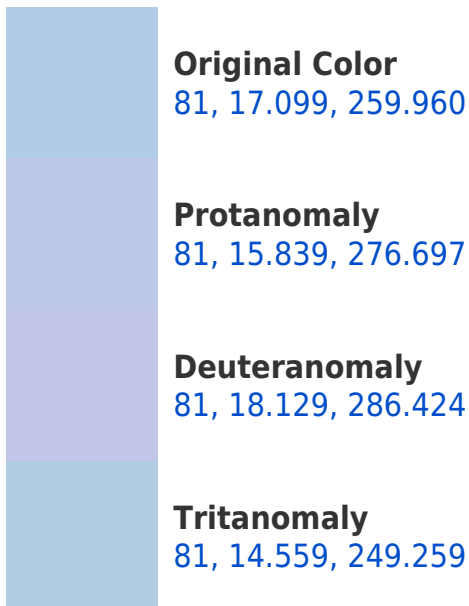 Original Color
81, 17.099, 259.960
Protanomaly
81, 15.839, 276.697
Deuteranomaly
81, 18.129, 286.424
Tritanomaly
81, 14.559, 249.259